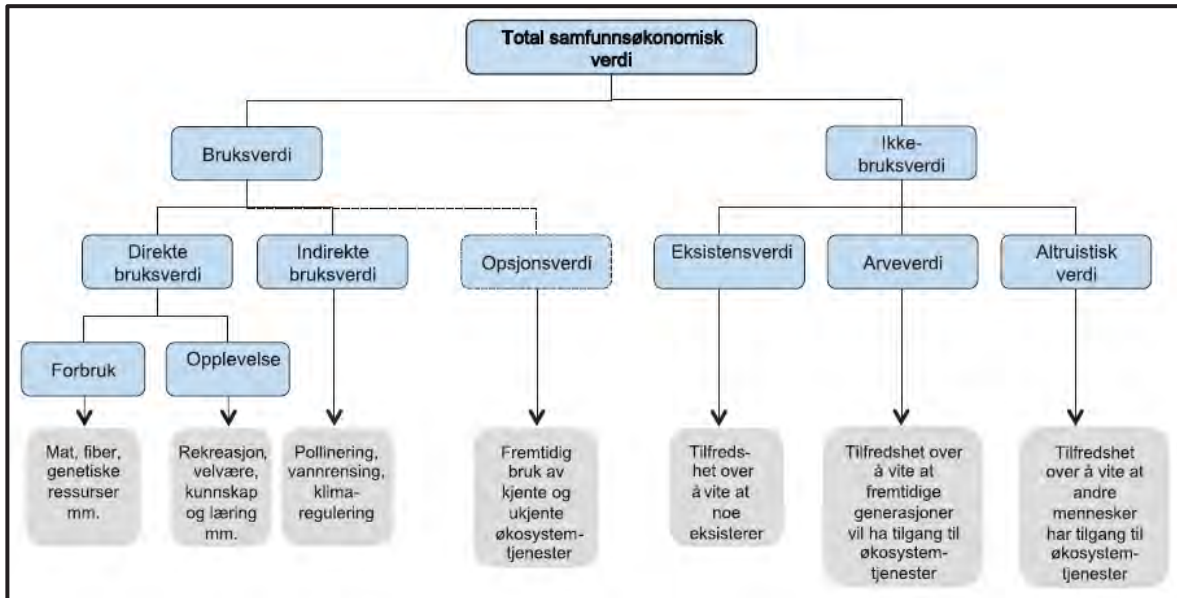 Total samfunnsøkonomisk
verdi
Bruksverdi
Ikke-
bruksverdi
Direkte
bruksverdi
Indirekte
bruksverdi
Opsjonsverdi
Eksistensverdi
Arveverdi
Altruistisk
verdi
Forbruk
Opplevelse
Mat, fiber,
genetiske
ressurser
mm.
Rekreasjon,
velvære,
kunnskap
og læring
mm.
Pollinering,
vannrensing,
klima-
regulering
Fremtidig
bruk av
kjente og
ukjente
økosystem-
tjenester
Tilfreds-
het over
å vite at
noe
eksisterer
Tilfredshet over
å vite at
fremtidige
generasjoner
vil ha tilgang til
økosystem-
tjenester
Tilfredshet
over å vite at
andre
mennesker
har tilgang til
økosystem-
tjenester